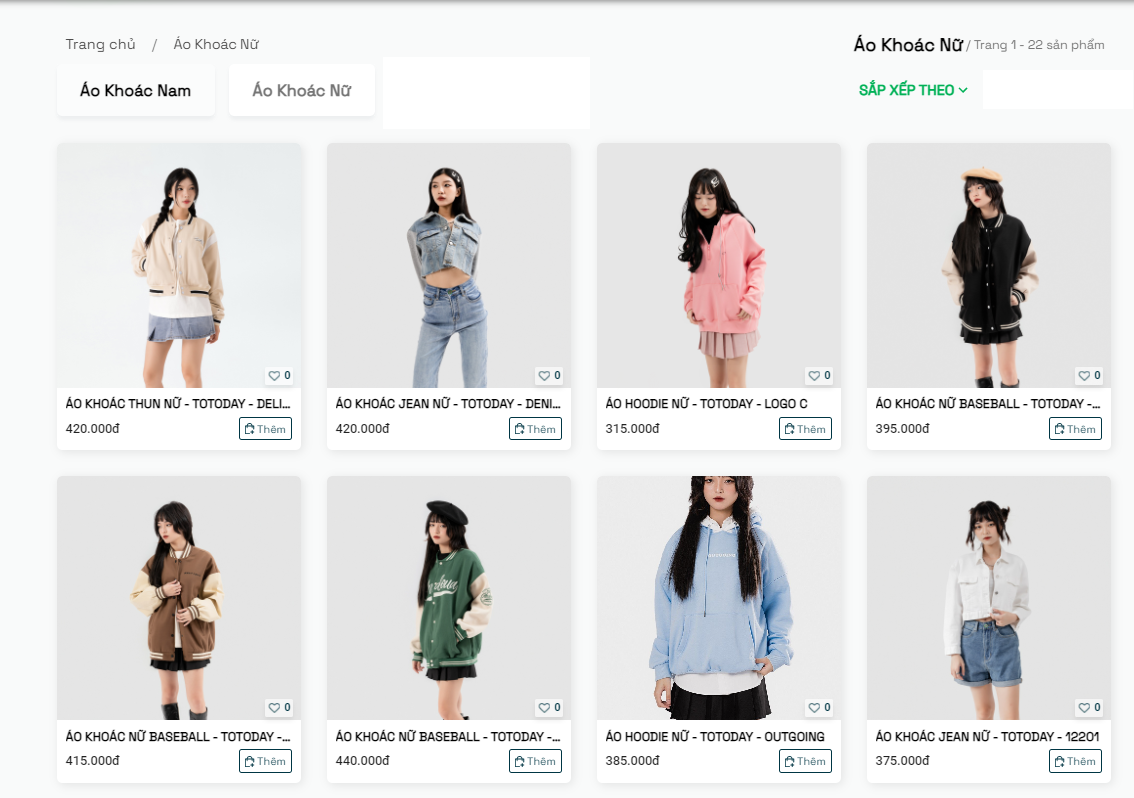 Trang chủ / Áo Khoác Nữ
Áo Khoác Nữ / Trang 1 - 22 sản phẩm
Áo Khoác Nam
Áo Khoác Nữ
SẮP XẾP THEO
0
0
0
0
ÁO KHOÁC THUN NỮ - TOTODAY - DELI...
420.000đ
Thêm
ÁO KHOÁC JEAN NỮ - TOTODAY - DENI...
420.000đ
Thêm
ÁO HOODIE NỮ - TOTODAY - LOGO C
315.000đ
Thêm
ÁO KHOÁC NỮ BASEBALL - TOTODAY -...
395.000đ
Thêm
0
0
0
0
ÁO KHOÁC NỮ BASEBALL - TOTODAY -...
415.000đ
Thêm
ÁO KHOÁC NỮ BASEBALL - TOTODAY -...
440.000đ
Thêm
ÁO HOODIE NỮ - TOTODAY - OUTGOING
385.000đ
Thêm
ÁO KHOÁC JEAN NỮ - TOTODAY - 12201
375.000đ
Thêm